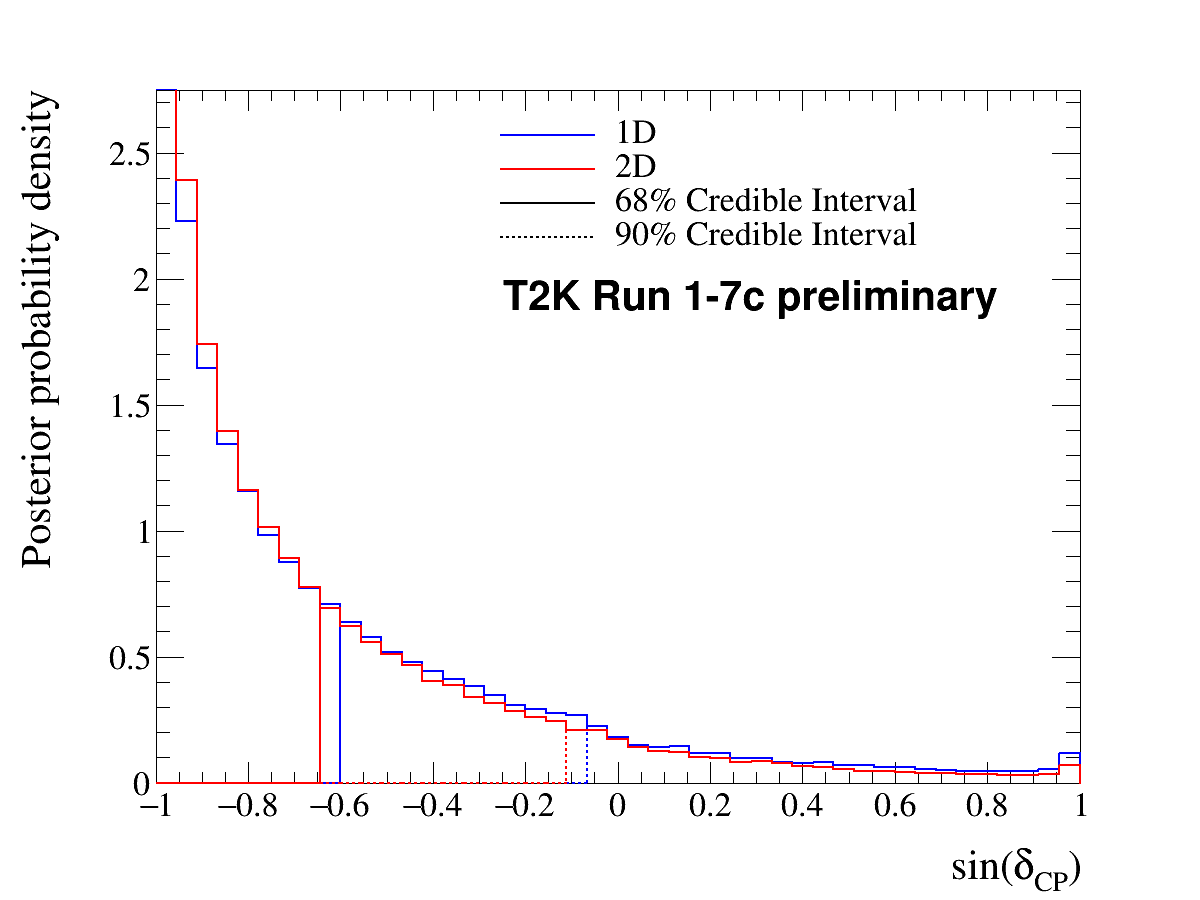 Posterior probability density
2.5
2
1.5
1
0.5
0
1D
2D
68% Credible Interval
90% Credible Interval
T2K Run 1-7c preliminary
−1 −0.8 −0.6 −0.4 −0.2 0 0.2 0.4 0.6 0.8 1
sin(δCP)